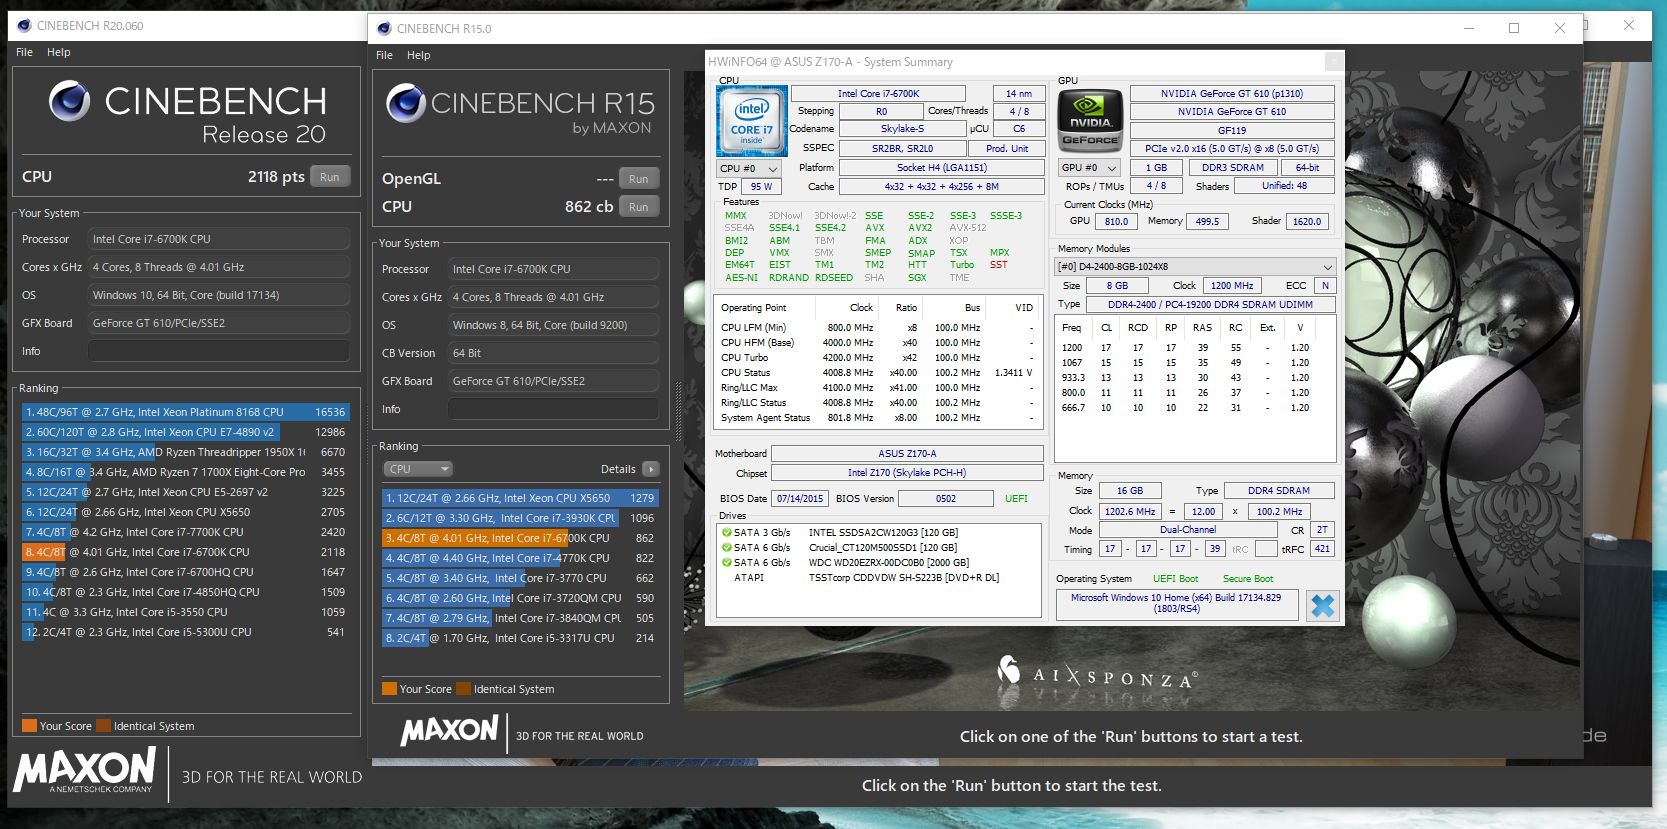 CINEBENCH R20.060
File Help
CINEBENCH
Release 20
CPU 2118 pts Run
Your System
Processor Intel Core i7-6700K CPU
Cores x GHz 4 Cores, 8 Threads @ 4.01 GHz
OS Windows 10, 64 Bit, Core (build 17134)
GFX Board GeForce GT 610/PCIe/SSE2
Info
Ranking
1. 48C/96T @ 2.7 GHz, Intel Xeon Platinum 8168 CPU 16536
2. 60C/120T @ 2.8 GHz, Intel Xeon CPU E7-4890 v2 12986
3. 16C/32T @ 3.4 GHz, AMD Ryzen Threadripper 1950X 16 6670
4. 8C/16T @ 3.4 GHz, AMD Ryzen 7 1700X Eight-Core Pro 3455
5. 12C/24T @ 2.7 GHz, Intel Xeon CPU E5-2697 v2 3225
6. 12C/24T @ 2.66 GHz, Intel Xeon CPU X5650 2705
7. 4C/8T @ 4.2 GHz, Intel Core i7-7700K CPU 2420
8. 4C/8T @ 4.01 GHz, Intel Core i7-6700K CPU 2118
9. 4C/8T @ 2.6 GHz, Intel Core i7-6700HQ CPU 1647
10. 4C/8T @ 2.3 GHz, Intel Core i7-4850HQ CPU 1509
11. 4C @ 3.3 GHz, Intel Core i5-3550 CPU 1059
12. 2C/4T @ 2.3 GHz, Intel Core i5-5300U CPU 541
Your Score Identical System
MAXON
A NEMETSCHEK COMPANY
3D FOR THE REAL WORLD
Click on the 'Run' button to start the test.
CINEBENCH R15.0
File Help
CINEBENCH R15
by MAXON
OpenGL --- Run
CPU 862 cb Run
Your System
Processor Intel Core i7-6700K CPU
Cores x GHz 4 Cores, 8 Threads @ 4.01 GHz
OS Windows 8, 64 Bit, Core (build 9200)
CB Version 64 Bit
GFX Board GeForce GT 610/PCIe/SSE2
Info
Ranking
CPU Details
1. 12C/24T @ 2.66 GHz, Intel Xeon CPU X5650 1279
2. 6C/12T @ 3.30 GHz, Intel Core i7-3930K CPU 1096
3. 4C/8T @ 4.01 GHz, Intel Core i7-6700K CPU 862
4. 4C/8T @ 4.40 GHz, Intel Core i7-4770K CPU 822
5. 4C/8T @ 3.40 GHz, Intel Core i7-3770 CPU 662
6. 4C/8T @ 2.60 GHz, Intel Core i7-3720QM CPU 590
7. 4C/8T @ 2.79 GHz, Intel Core i7-3840QM CPU 505
8. 2C/4T @ 1.70 GHz, Intel Core i5-3317U CPU 214
Your Score Identical System
MAXON 3D FOR THE REAL WORLD
Click on one of the 'Run' buttons to start a test.
AIXSPONZA®
de
HWiNFO64 @ ASUS Z170-A - System Summary
CPU
intel
CORE i7
inside
Intel Core i7-6700K 14 nm
Stepping R0 Cores/Threads 4 / 8
Codename Skylake-S µCU C6
SSPEC SR2BR, SR2L0 Prod. Unit
CPU #0 Platform Socket H4 (LGA1151)
TDP 95 W Cache 4x32 + 4x32 + 4x256 + 8M
Features
MMX 3DNow! 3DNow!-2 SSE SSE-2 SSE-3 SSSE-3
SSE4A SSE4.1 SSE4.2 AVX AVX2 AVX-512
BMI2 ABM TBM FMA ADX XOP
DEP VMX SMX SMEP SMAP TSX MPX
EM64T EIST TM1 TM2 HTT Turbo SST
AES-NI RDRAND RDSEED SHA SGX TME
Operating Point Clock Ratio Bus VID
CPU LFM (Min) 800.0 MHz x8 100.0 MHz -
CPU HFM (Base) 4000.0 MHz x40 100.0 MHz -
CPU Turbo 4200.0 MHz x42 100.0 MHz -
CPU Status 4008.8 MHz x40.00 100.2 MHz 1.3411 V
Ring/LLC Max 4100.0 MHz x41.00 100.0 MHz -
Ring/LLC Status 4008.8 MHz x40.00 100.2 MHz -
System Agent Status 801.8 MHz x8.00 100.2 MHz -
Motherboard ASUS Z170-A
Chipset Intel Z170 (Skylake PCH-H)
BIOS Date 07/14/2015 BIOS Version 0502 UEFI
Drives
SATA 3 Gb/s INTEL SSDSA2CW120G3 [120 GB]
SATA 6 Gb/s Crucial_CT120M500SSD1 [120 GB]
SATA 6 Gb/s WDC WD20EZRX-00DC0B0 [2000 GB]
ATAPI TSSTcorp CDDVDW SH-S223B [DVD+R DL]
GPU
NVIDIA GEFORCE
NVIDIA GeForce GT 610 (p1310)
NVIDIA GeForce GT 610
GF119
PCIe v2.0 x16 (5.0 GT/s) @ x8 (5.0 GT/s)
GPU #0 1 GB DDR3 SDRAM 64-bit
ROPs / TMUs 4 / 8 Shaders Unified: 48
Current Clocks (MHz)
GPU 810.0 Memory 499.5 Shader 1620.0
Memory Modules
[#0] D4-2400-8GB-1024X8
Size 8 GB Clock 1200 MHz ECC N
Type DDR4-2400 / PC4-19200 DDR4 SDRAM UDIMM
Freq CL RCD RP RAS RC Ext. V
1200 17 17 17 39 55 - 1.20
1067 15 15 15 35 49 - 1.20
933.3 13 13 13 30 43 - 1.20
800.0 11 11 11 26 37 - 1.20
666.7 10 10 10 22 31 - 1.20
Memory
Size 16 GB Type DDR4 SDRAM
Clock 1202.6 MHz = 12.00 x 100.2 MHz
Mode Dual-Channel CR 2T
Timing 17 - 17 - 17 - 39 tRC tRFC 421
Operating System UEFI Boot Secure Boot
Microsoft Windows 10 Home (x64) Build 17134.829
(1803/RS4)